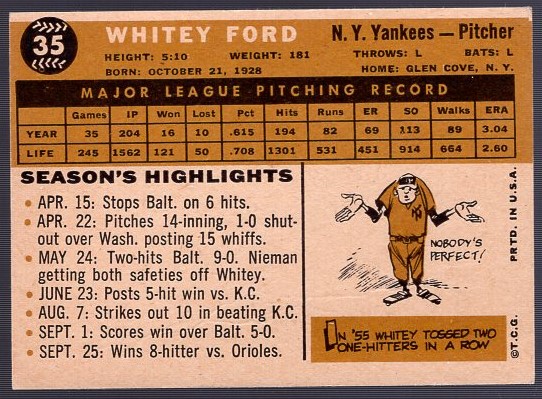 35
WHITEY FORD
N. Y. Yankees — Pitcher
HEIGHT: 5:10 WEIGHT: 181 THROWS: L BATS: L
BORN: OCTOBER 21, 1928 HOME: GLEN COVE, N. Y.
MAJOR LEAGUE PITCHING RECORD
Games IP Won Lost Pct Hits Runs ER SO Walks ERA
YEAR 35 204 16 10 .615 194 82 69 113 89 3.04
LIFE 245 1562 121 50 .708 1301 531 451 914 664 2.60
SEASON'S HIGHLIGHTS
• APR. 15: Stops Balt. on 6 hits.
• APR. 22: Pitches 14-inning, 1-0 shut-
out over Wash. posting 15 whiffs.
• MAY 24: Two-hits Balt. 9-0. Nieman
getting both safeties off Whitey.
• JUNE 23: Posts 5-hit win vs. K.C.
• AUG. 7: Strikes out 10 in beating K.C.
• SEPT. 1: Scores win over Balt. 5-0.
• SEPT. 25: Wins 8-hitter vs. Orioles.
NOBODY'S
PERFECT!
IN '55 WHITEY TOSSED TWO
ONE-HITTERS IN A ROW
©T.C.G. PRTD. IN U.S.A.